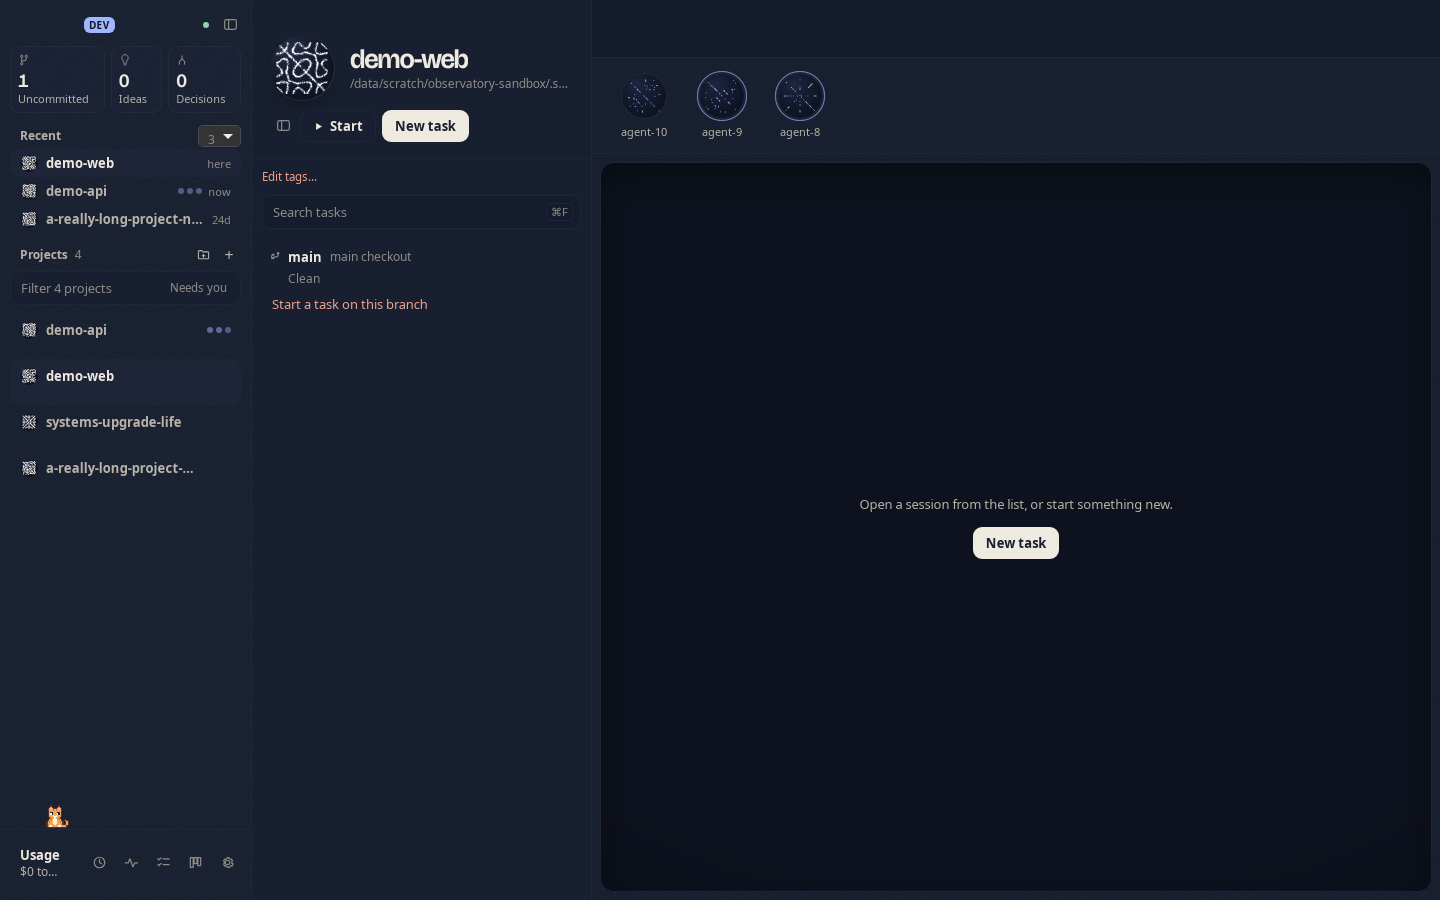 DEV
1
Uncommitted
0
Ideas
0
Decisions
Recent
3
demo-web
here
demo-api
now
a-really-long-project-n...
24d
Projects 4
+
Filter 4 projects
Needs you
demo-api
demo-web
systems-upgrade-life
a-really-long-project-...
Usage
$0 to...
demo-web
/data/scratch/observatory-sandbox/.s...
Start
New task
Edit tags...
Search tasks
⌘F
main main checkout
Clean
Start a task on this branch
agent-10
agent-9
agent-8
Open a session from the list, or start something new.
New task